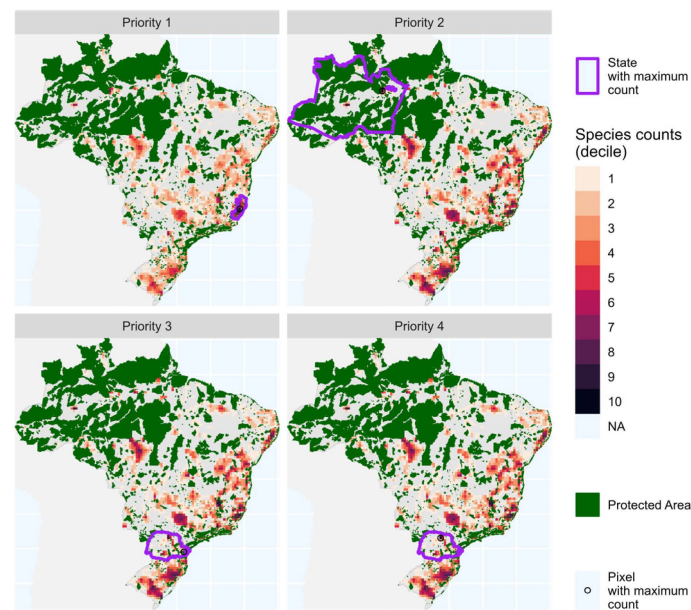 Priority 1
Priority 2
Priority 3
Priority 4
State
with maximum
count
Species counts
(decile)
1
2
3
4
5
6
7
8
9
10
NA
Protected Area
Pixel
with maximum
count